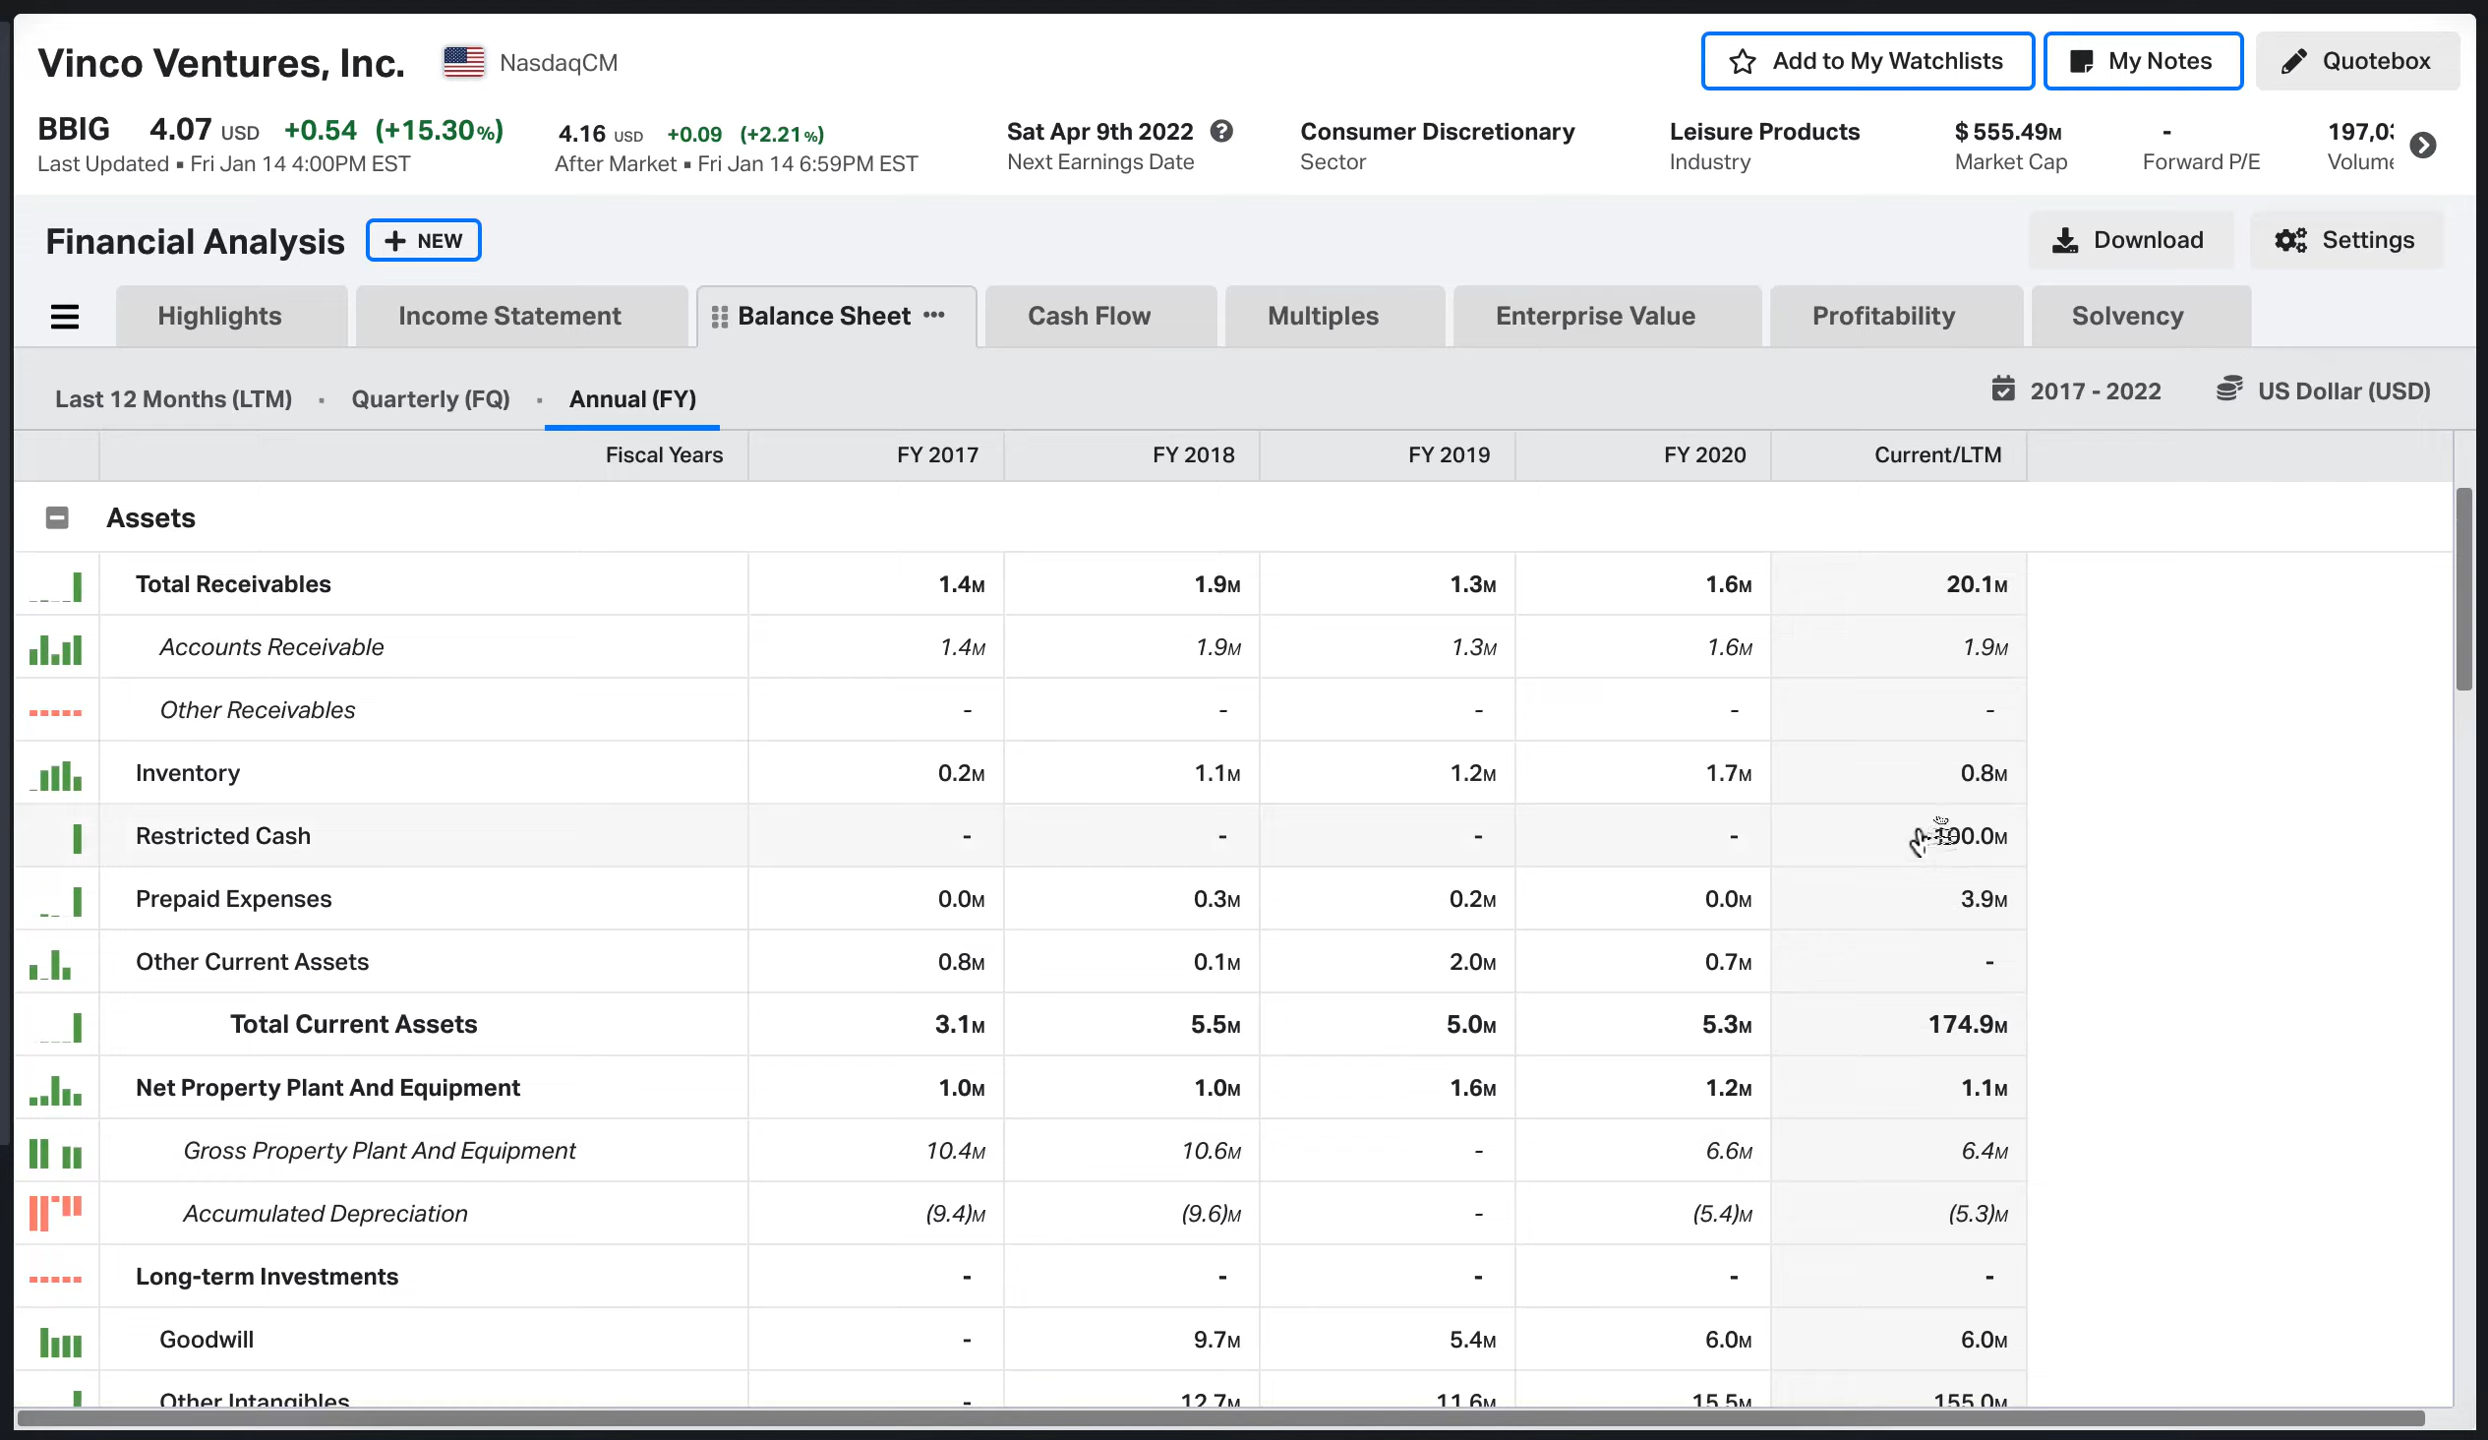 Vinco Ventures, Inc. NasdaqCM Add to My Watchlists My Notes Quotebox
BBIG 4.07 USD +0.54 (+15.30%) 4.16 USD +0.09 (+2.21%) Sat Apr 9th 2022 ? Consumer Discretionary Leisure Products $555.49M - 
Last Updated ▪ Fri Jan 14 4:00PM EST After Market ▪ Fri Jan 14 6:59PM EST Next Earnings Date Sector Industry Market Cap Forward P/E
Financial Analysis + NEW Download Settings
Highlights Income Statement Balance Sheet ••• Cash Flow Multiples Enterprise Value Profitability Solvency
Last 12 Months (LTM) · Quarterly (FQ) · Annual (FY) 2017 - 2022 US Dollar (USD)
Fiscal Years FY 2017 FY 2018 FY 2019 FY 2020 Current/LTM
Assets
Total Receivables 1.4M 1.9M 1.3M 1.6M 20.1M
Accounts Receivable 1.4M 1.9M 1.3M 1.6M 1.9M
Other Receivables - - - - -
Inventory 0.2M 1.1M 1.2M 1.7M 0.8M
Restricted Cash - - - - 100.0M
Prepaid Expenses 0.0M 0.3M 0.2M 0.0M 3.9M
Other Current Assets 0.8M 0.1M 2.0M 0.7M -
Total Current Assets 3.1M 5.5M 5.0M 5.3M 174.9M
Net Property Plant And Equipment 1.0M 1.0M 1.6M 1.2M 1.1M
Gross Property Plant And Equipment 10.4M 10.6M - 6.6M 6.4M
Accumulated Depreciation (9.4)M (9.6)M - (5.4)M (5.3)M
Long-term Investments - - - - -
Goodwill - 9.7M 5.4M 6.0M 6.0M
Other Intangibles - 12.7M 11.6M 15.5M 155.0M